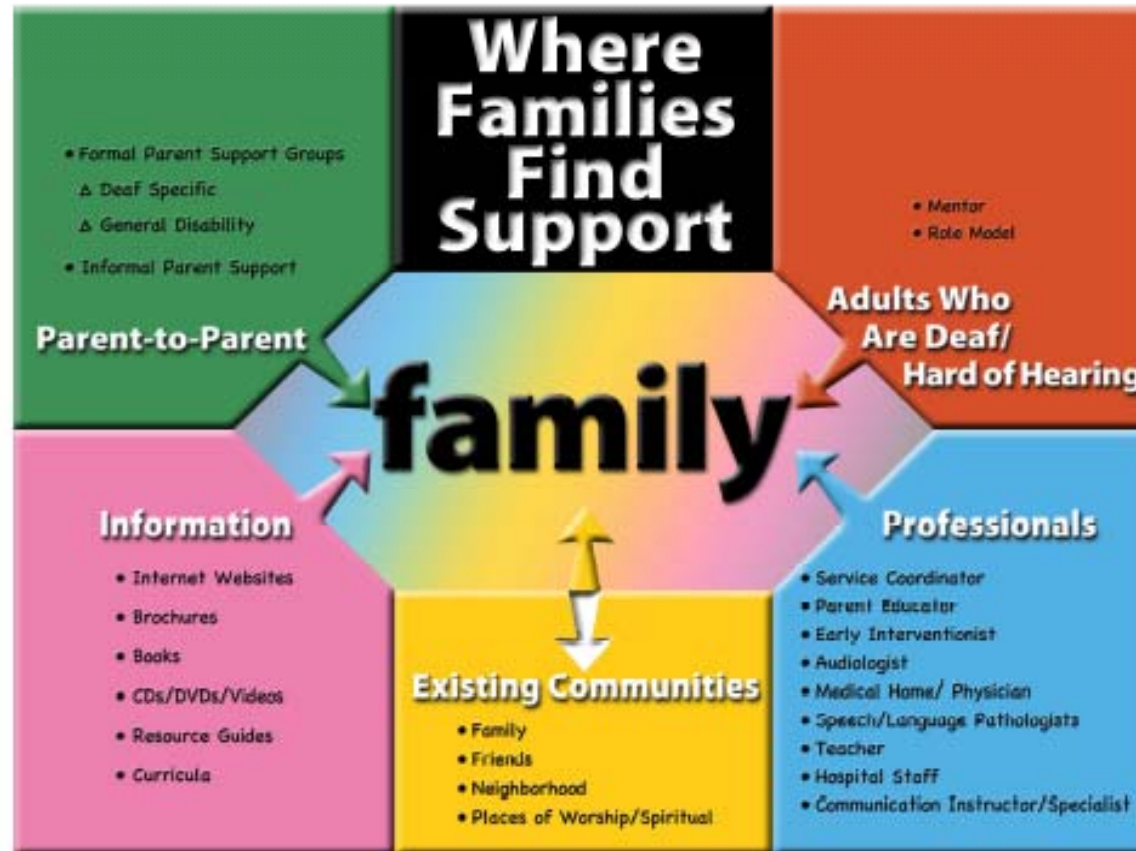 Where
Families
Find
Support
• Formal Parent Support Groups
Δ Deaf Specific
Δ General Disability
• Informal Parent Support
Parent-to-Parent
• Mentor
• Role Model
Adults Who
Are Deaf/
Hard of Hearing
family
Information
• Internet Websites
• Brochures
• Books
• CDs/DVDs/Videos
• Resource Guides
• Curricula
Existing Communities
• Family
• Friends
• Neighborhood
• Places of Worship/Spiritual
Professionals
• Service Coordinator
• Parent Educator
• Early Interventionist
• Audiologist
• Medical Home/ Physician
• Speech/Language Pathologists
• Teacher
• Hospital Staff
• Communication Instructor/Specialist